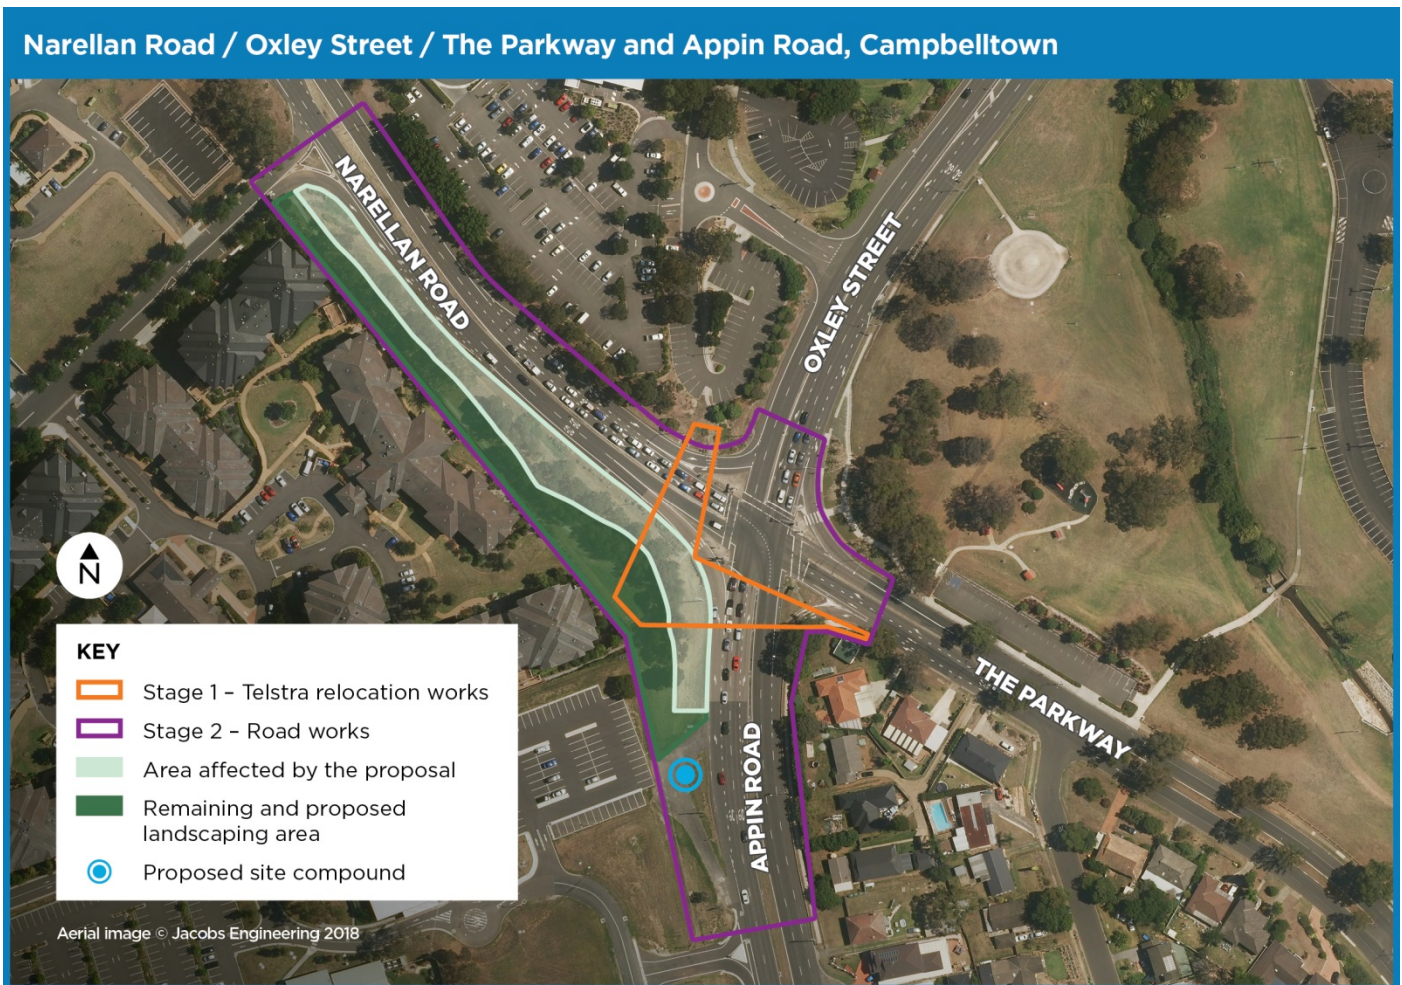 Narellan Road / Oxley Street / The Parkway and Appin Road, Campbelltown
NARELLAN ROAD
OXLEY STREET
THE PARKWAY
APPIN ROAD
N
KEY
Stage 1 – Telstra relocation works
Stage 2 – Road works
Area affected by the proposal
Remaining and proposed
landscaping area
Proposed site compound
Aerial image © Jacobs Engineering 2018